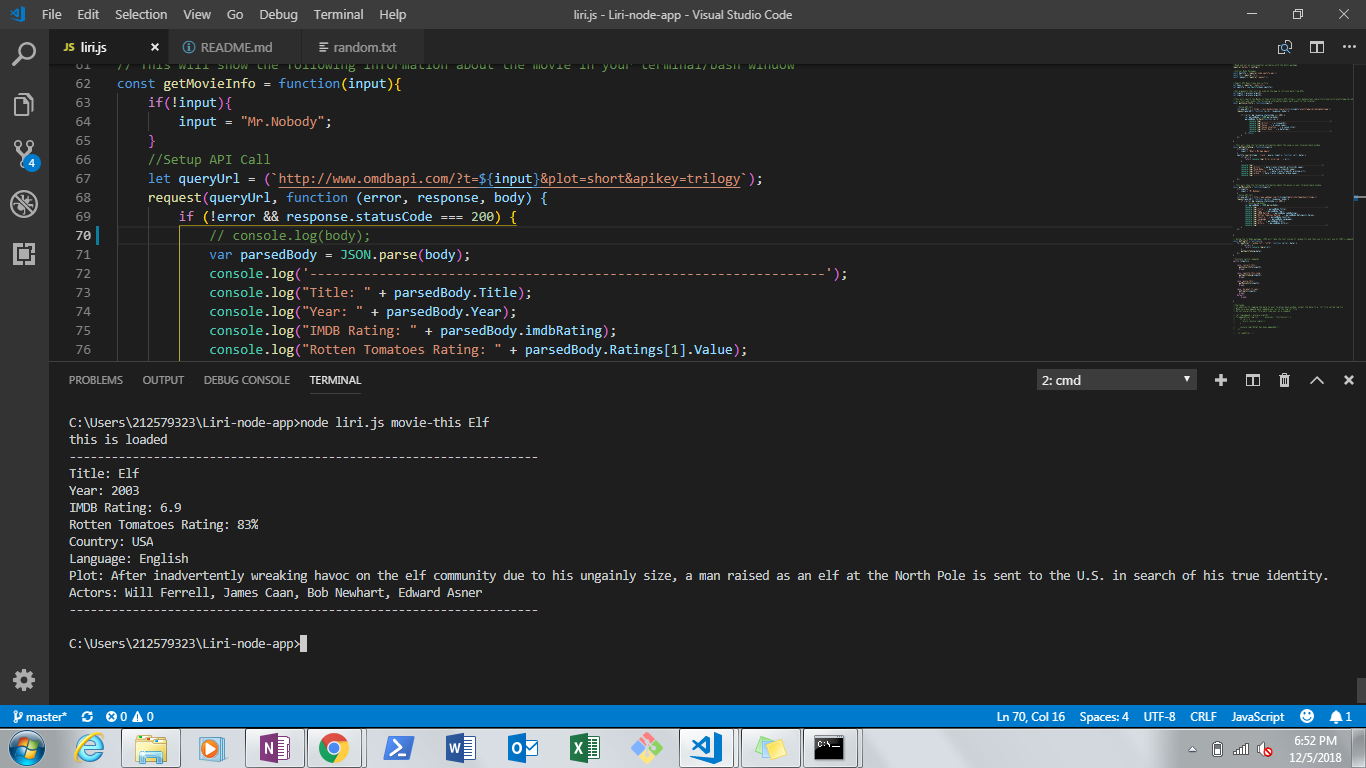 File Edit Selection View Go Debug Terminal Help
liri.js - Liri-node-app - Visual Studio Code
JS liri.js README.md random.txt
61 // This will show the following information about the movie in your terminal/bash window
62 const getMovieInfo = function(input){
63 if(!input){
64 input = "Mr.Nobody";
65 }
66 //Setup API Call
67 let queryUrl = (`http://www.omdbapi.com/?t=${input}&plot=short&apikey=trilogy`);
68 request(queryUrl, function (error, response, body) {
69 if (!error && response.statusCode === 200) {
70 // console.log(body);
71 var parsedBody = JSON.parse(body);
72 console.log('-------------------------------------------------------------------');
73 console.log("Title: " + parsedBody.Title);
74 console.log("Year: " + parsedBody.Year);
75 console.log("IMDB Rating: " + parsedBody.imdbRating);
76 console.log("Rotten Tomatoes Rating: " + parsedBody.Ratings[1].Value);
4
PROBLEMS OUTPUT DEBUG CONSOLE TERMINAL
2: cmd
C:\Users\212579323\Liri-node-app>node liri.js movie-this Elf
this is loaded
-------------------------------------------------------------------
Title: Elf
Year: 2003
IMDB Rating: 6.9
Rotten Tomatoes Rating: 83%
Country: USA
Language: English
Plot: After inadvertently wreaking havoc on the elf community due to his ungainly size, a man raised as an elf at the North Pole is sent to the U.S. in search of his true identity.
Actors: Will Ferrell, James Caan, Bob Newhart, Edward Asner
-------------------------------------------------------------------
C:\Users\212579323\Liri-node-app>
master* 0 0
Ln 70, Col 16 Spaces: 4 UTF-8 CRLF JavaScript 1
6:52 PM
12/5/2018